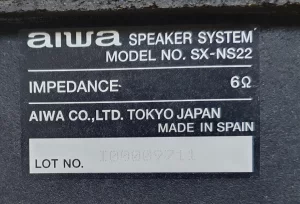 aiwa SPEAKER SYSTEM
MODEL NO. SX-NS22
IMPEDANCE 6Ω
AIWA CO.,LTD. TOKYO JAPAN
MADE IN SPAIN
LOT NO.